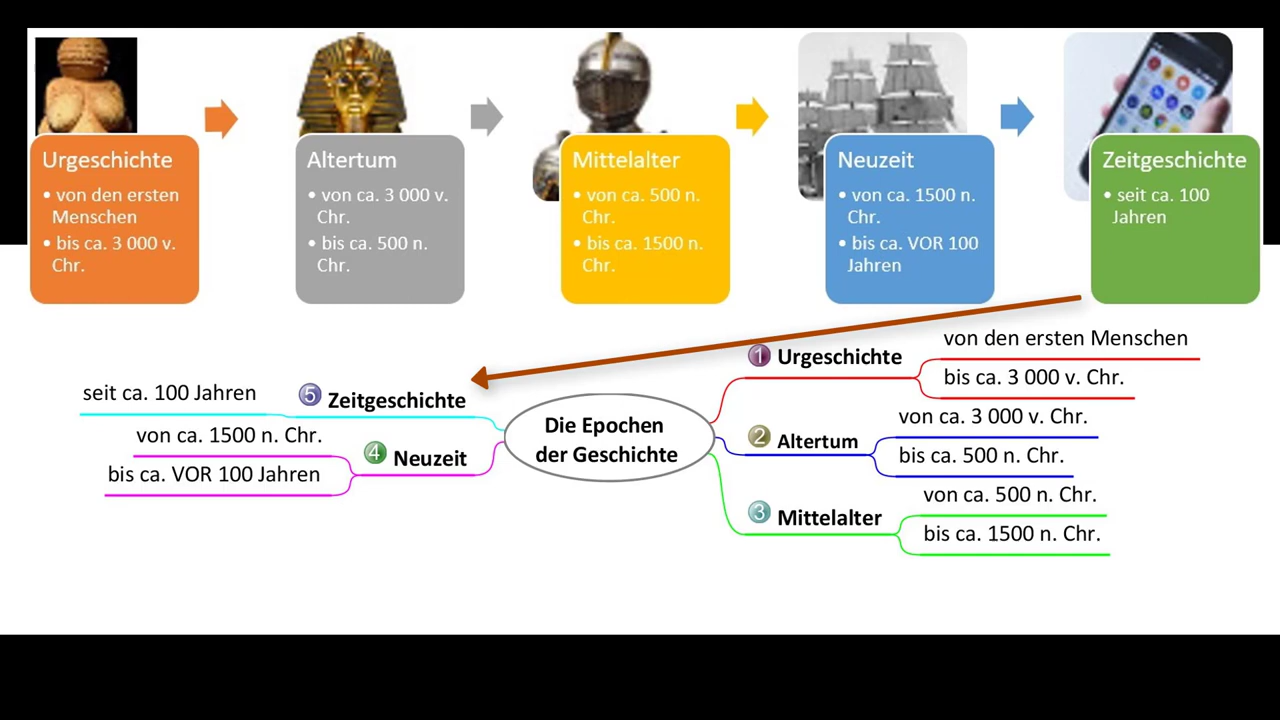 Urgeschichte
• von den ersten
Menschen
• bis ca. 3 000 v.
Chr.
Altertum
• von ca. 3 000 v.
Chr.
• bis ca. 500 n.
Chr.
Mittelalter
• von ca. 500 n.
Chr.
• bis ca. 1500 n.
Chr.
Neuzeit
• von ca. 1500 n.
Chr.
• bis ca. VOR 100
Jahren
Zeitgeschichte
• seit ca. 100
Jahren
Die Epochen
der Geschichte
1 Urgeschichte
von den ersten Menschen
bis ca. 3 000 v. Chr.
2 Altertum
von ca. 3 000 v. Chr.
bis ca. 500 n. Chr.
3 Mittelalter
von ca. 500 n. Chr.
bis ca. 1500 n. Chr.
4 Neuzeit
von ca. 1500 n. Chr.
bis ca. VOR 100 Jahren
5 Zeitgeschichte
seit ca. 100 Jahren